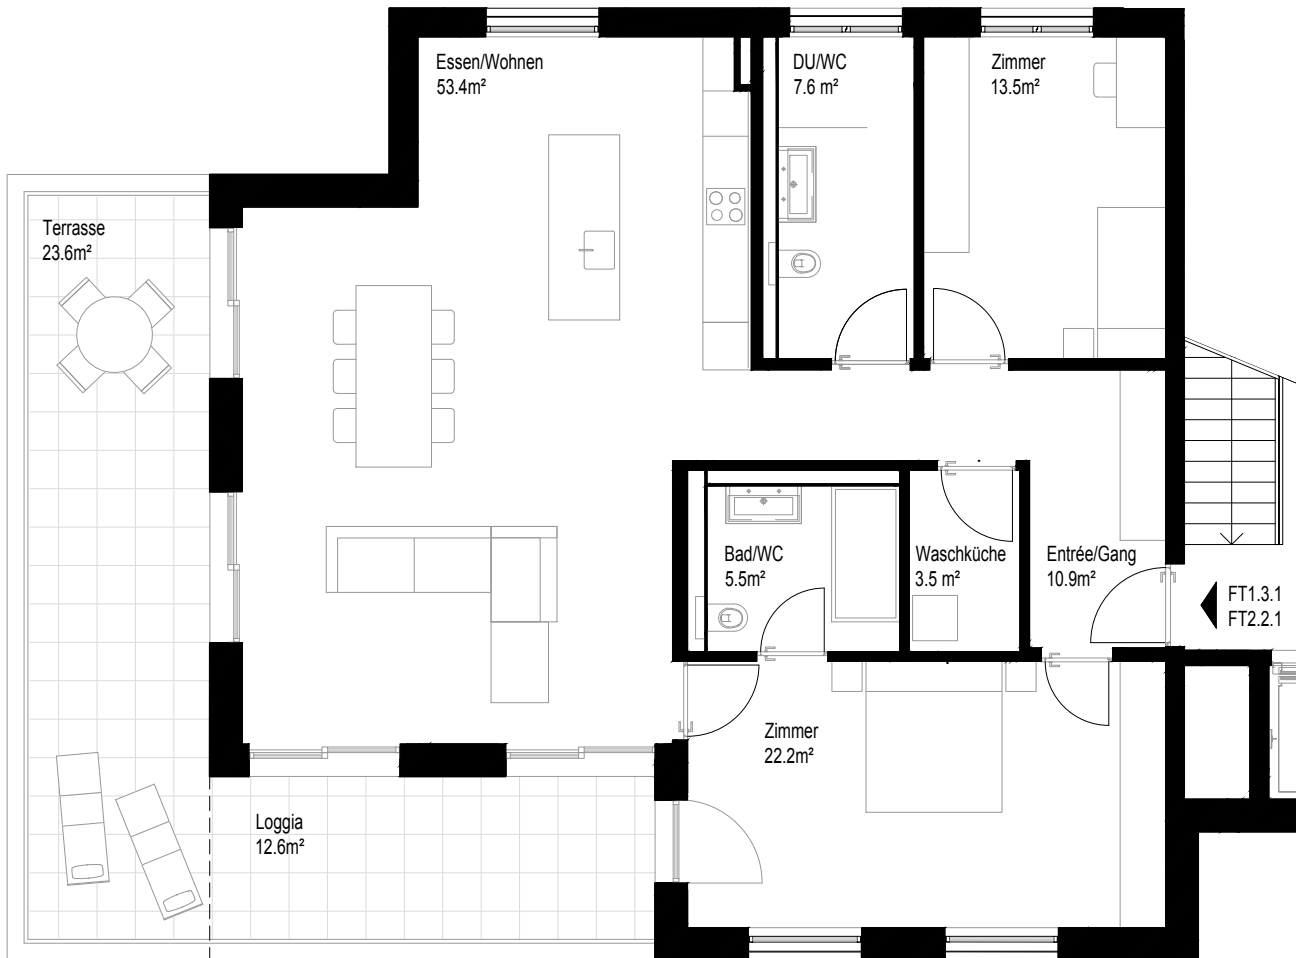 Essen/Wohnen
53.4m²
DU/WC
7.6 m²
Zimmer
13.5m²
Terrasse
23.6m²
Bad/WC
5.5m²
Waschküche
3.5 m²
Entrée/Gang
10.9m²
FT1.3.1
FT2.2.1
Zimmer
22.2m²
Loggia
12.6m²